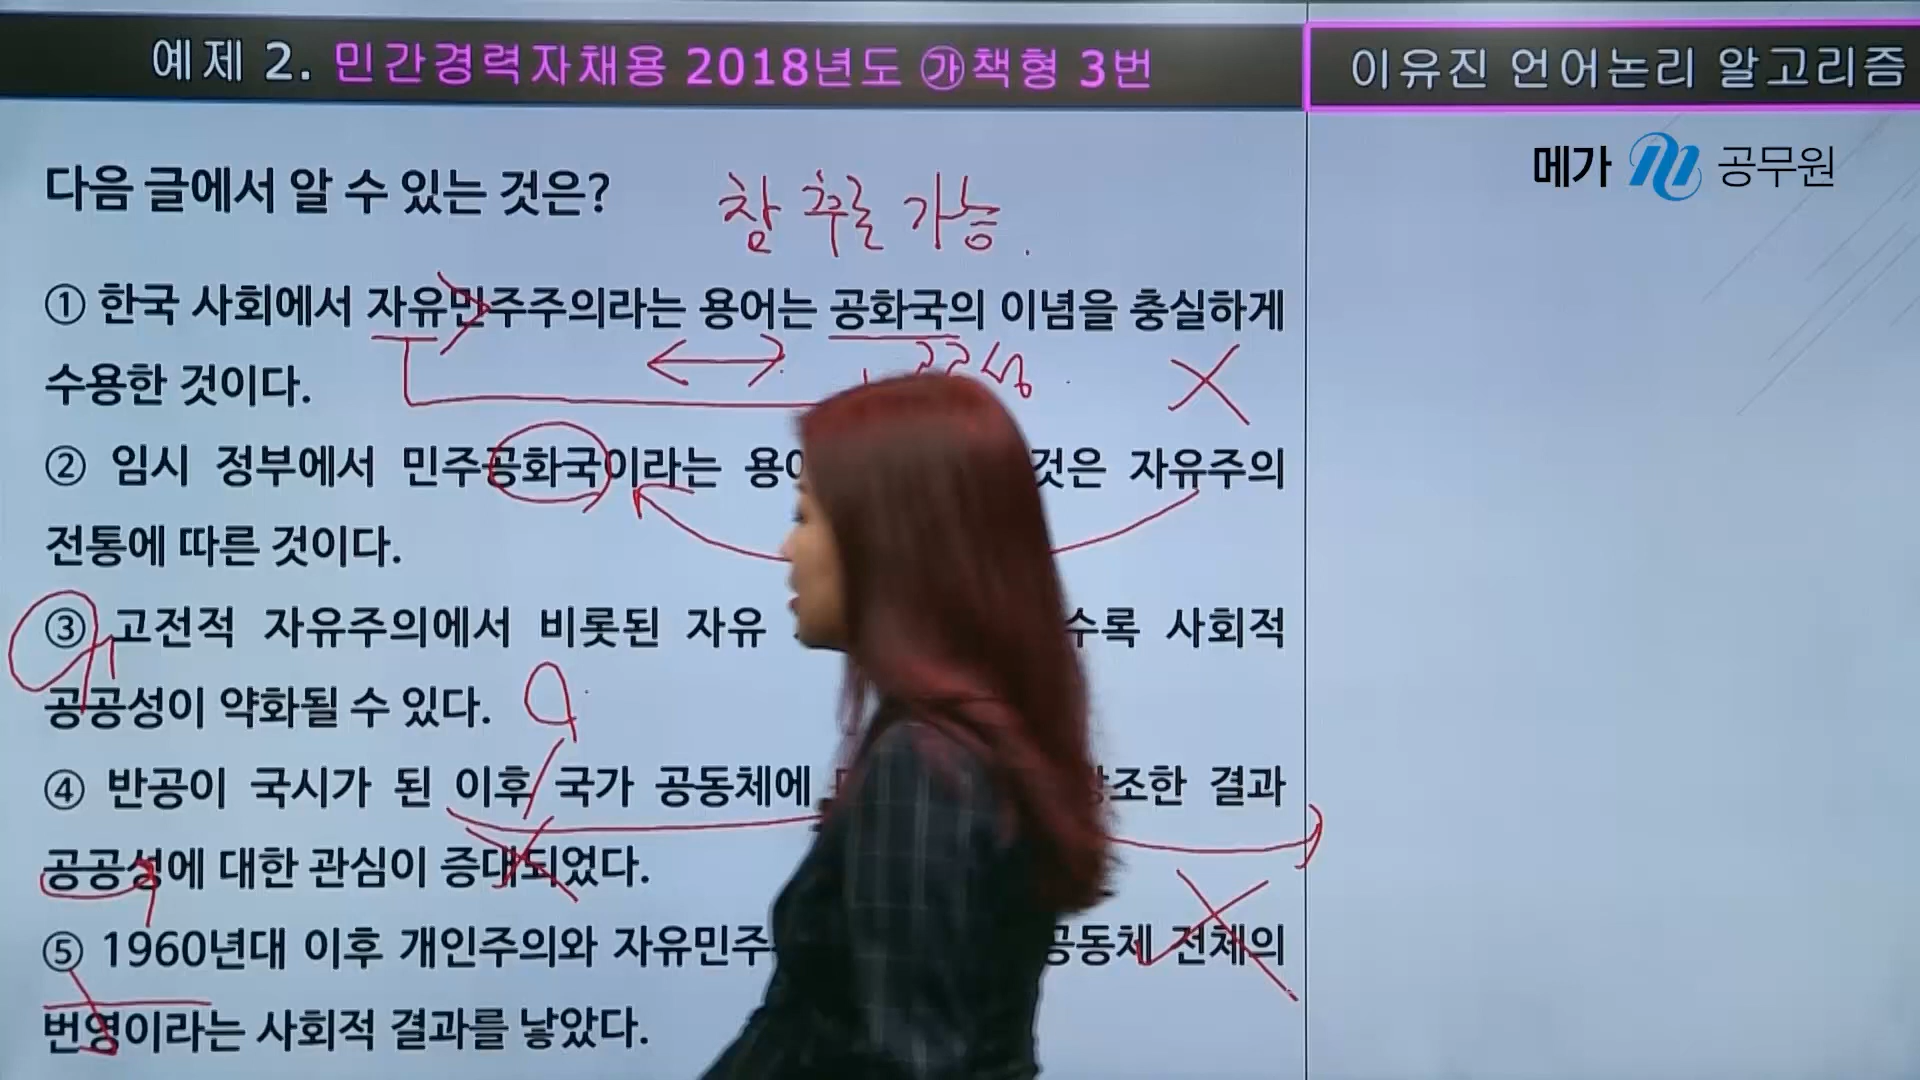 예제 2. 민간경력자채용 2018년도 ㉮책형 3번
이유진 언어논리 알고리즘
메가 공무원
다음 글에서 알 수 있는 것은?
참 추론 가능.
① 한국 사회에서 자유민주주의라는 용어는 공화국의 이념을 충실하게
수용한 것이다.
② 임시 정부에서 민주공화국이라는 것은 자유주의
전통에 따른 것이다.
③ 고전적 자유주의에서 비롯된 자유 사회적
공공성이 약화될 수 있다.
④ 반공이 국시가 된 이후 국가 공동체에 결과
공공성에 대한 관심이 증대되었다.
⑤ 1960년대 이후 개인주의와 공동체 전체의
번영이라는 사회적 결과를 낳았다.